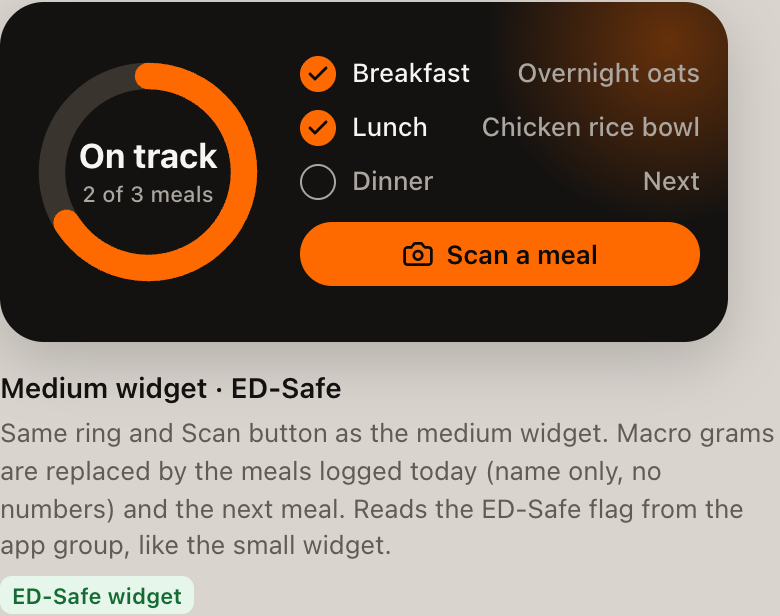 On track
2 of 3 meals
Breakfast Overnight oats
Lunch Chicken rice bowl
Dinner Next
Scan a meal
Medium widget · ED-Safe
Same ring and Scan button as the medium widget. Macro grams
are replaced by the meals logged today (name only, no
numbers) and the next meal. Reads the ED-Safe flag from the
app group, like the small widget.
ED-Safe widget